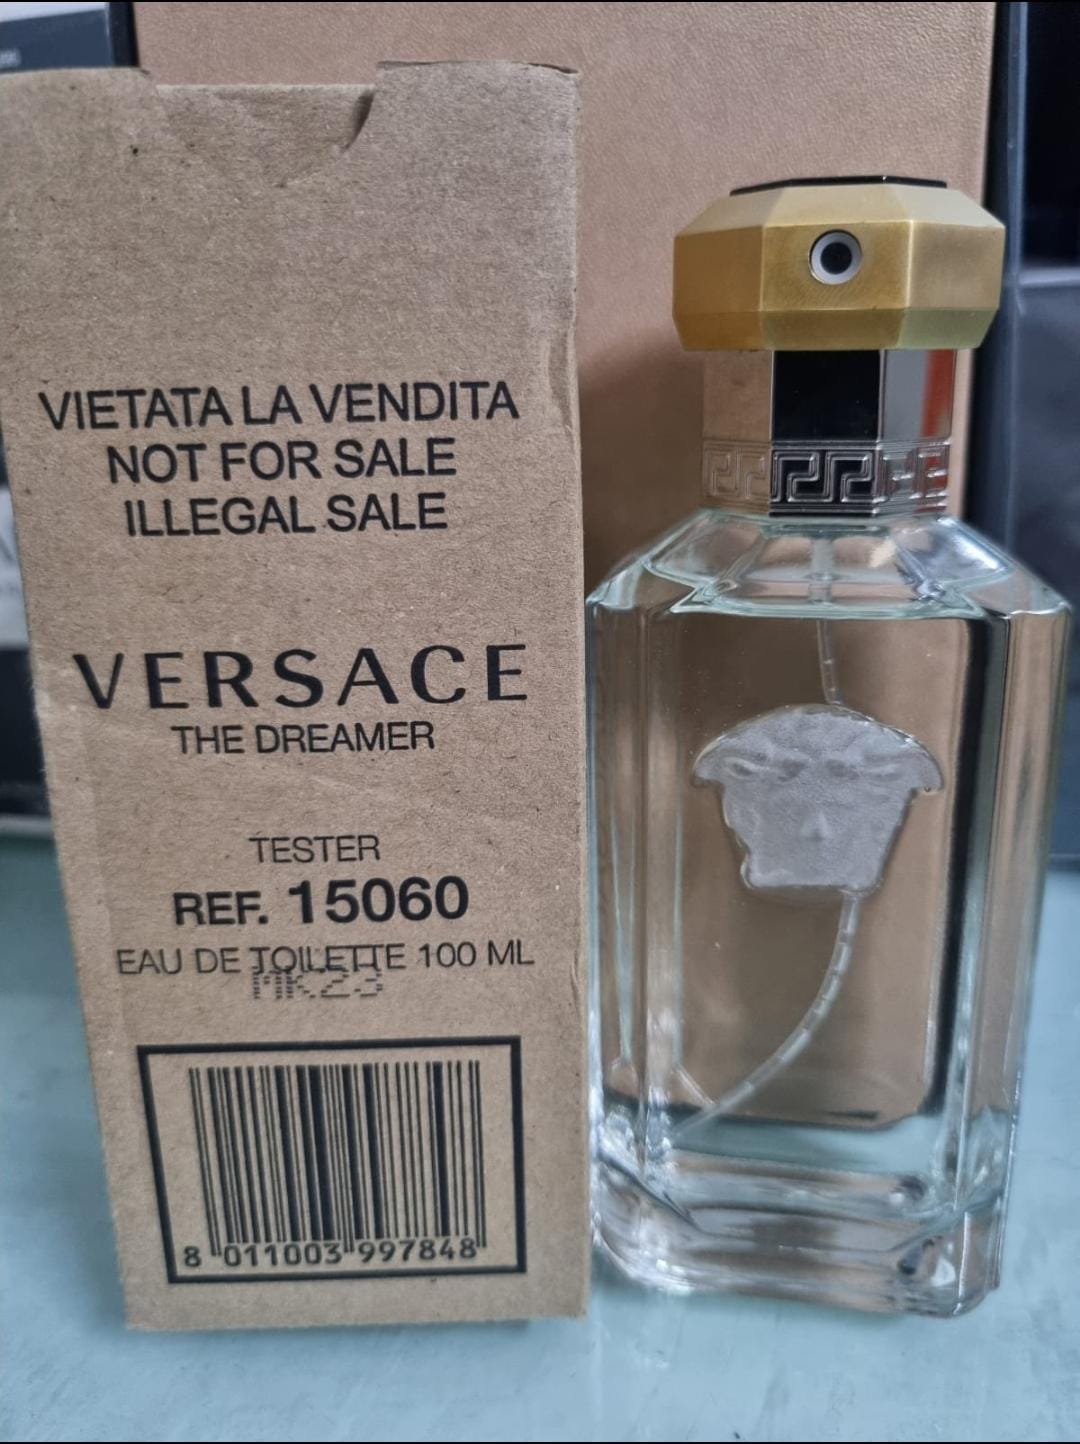 VIETATA LA VENDITA
NOT FOR SALE
ILLEGAL SALE
VERSACE
THE DREAMER
TESTER
REF. 15060
EAU DE TOILETTE 100 ML
MK23
8 011003 997848